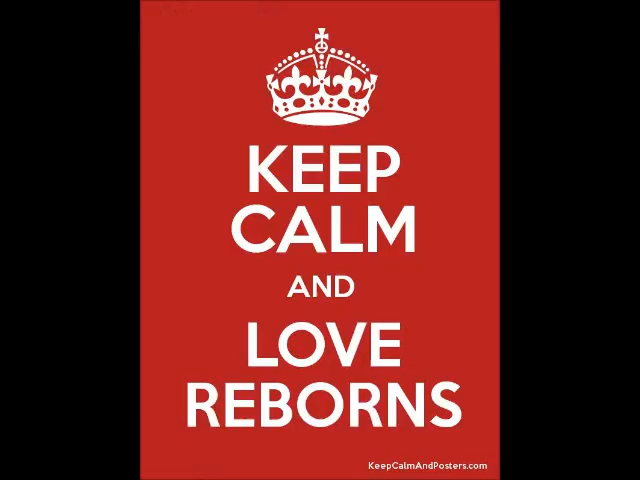 KEEP
CALM
AND
LOVE
REBORNS
KeepCalmAndPosters.com